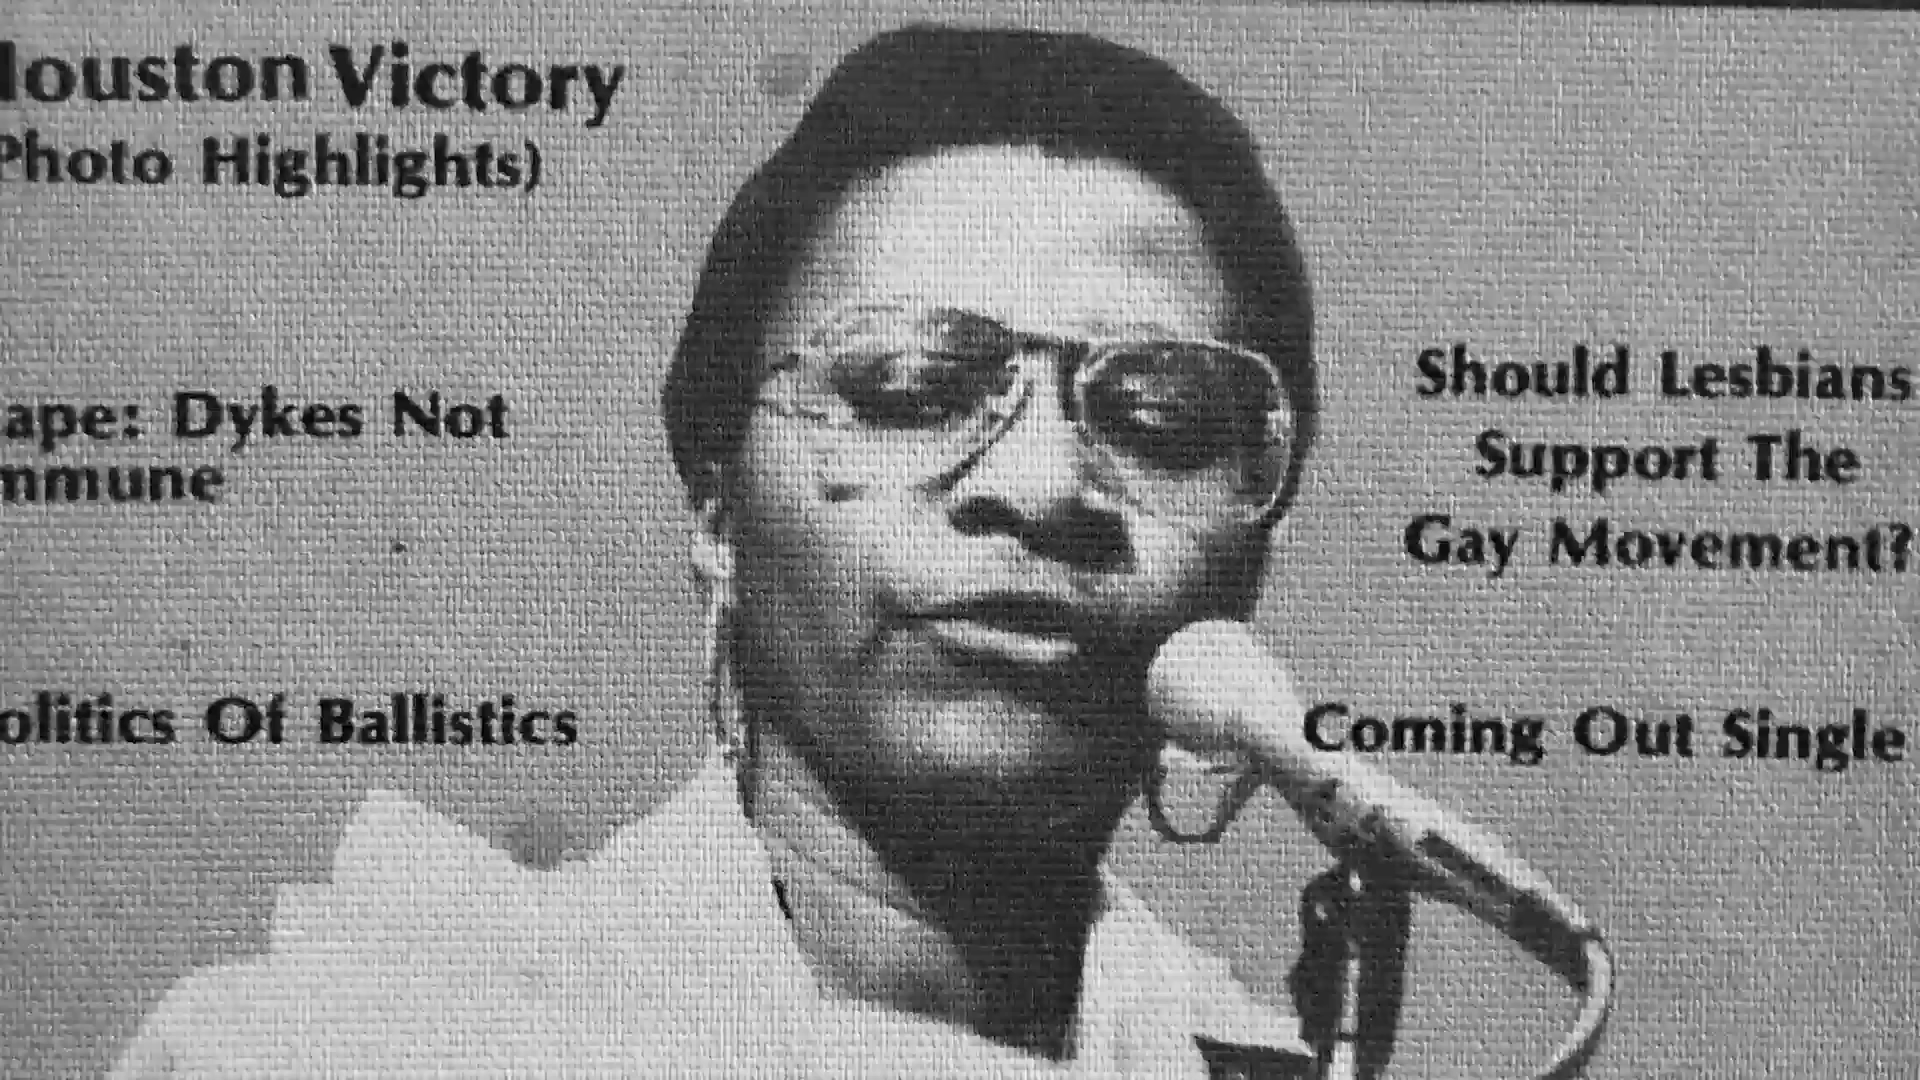 Houston Victory
Photo Highlights)
ape: Dykes Not
mmune
olitics Of Ballistics
Should Lesbians
Support The
Gay Movement?
Coming Out Single